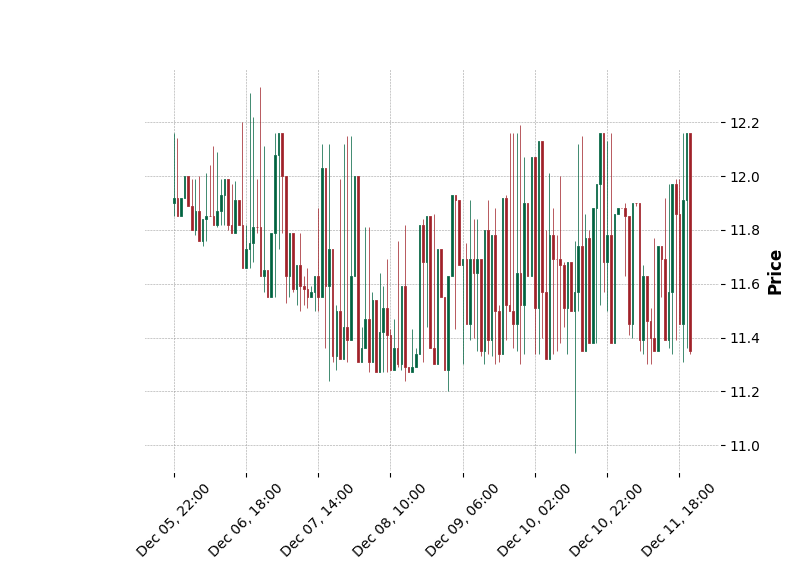 12.2
12.0
11.8
11.6
11.4
11.2
11.0
Price
Dec 05, 22:00
Dec 06, 18:00
Dec 07, 14:00
Dec 08, 10:00
Dec 09, 06:00
Dec 10, 02:00
Dec 10, 22:00
Dec 11, 18:00